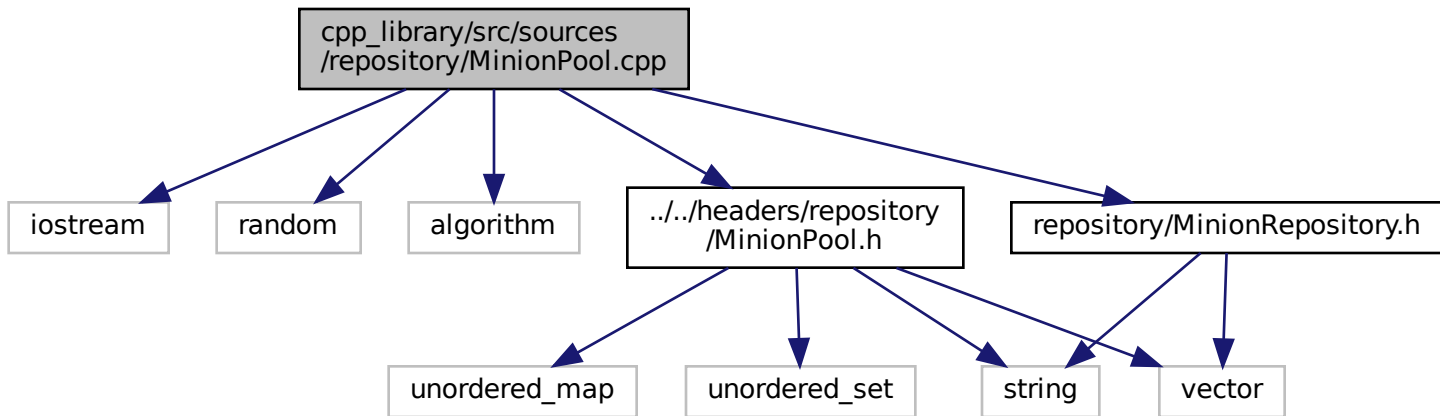 cpp_library/src/sources
/repository/MinionPool.cpp
iostream
random
algorithm
../../headers/repository
/MinionPool.h
repository/MinionRepository.h
unordered_map
unordered_set
string
vector